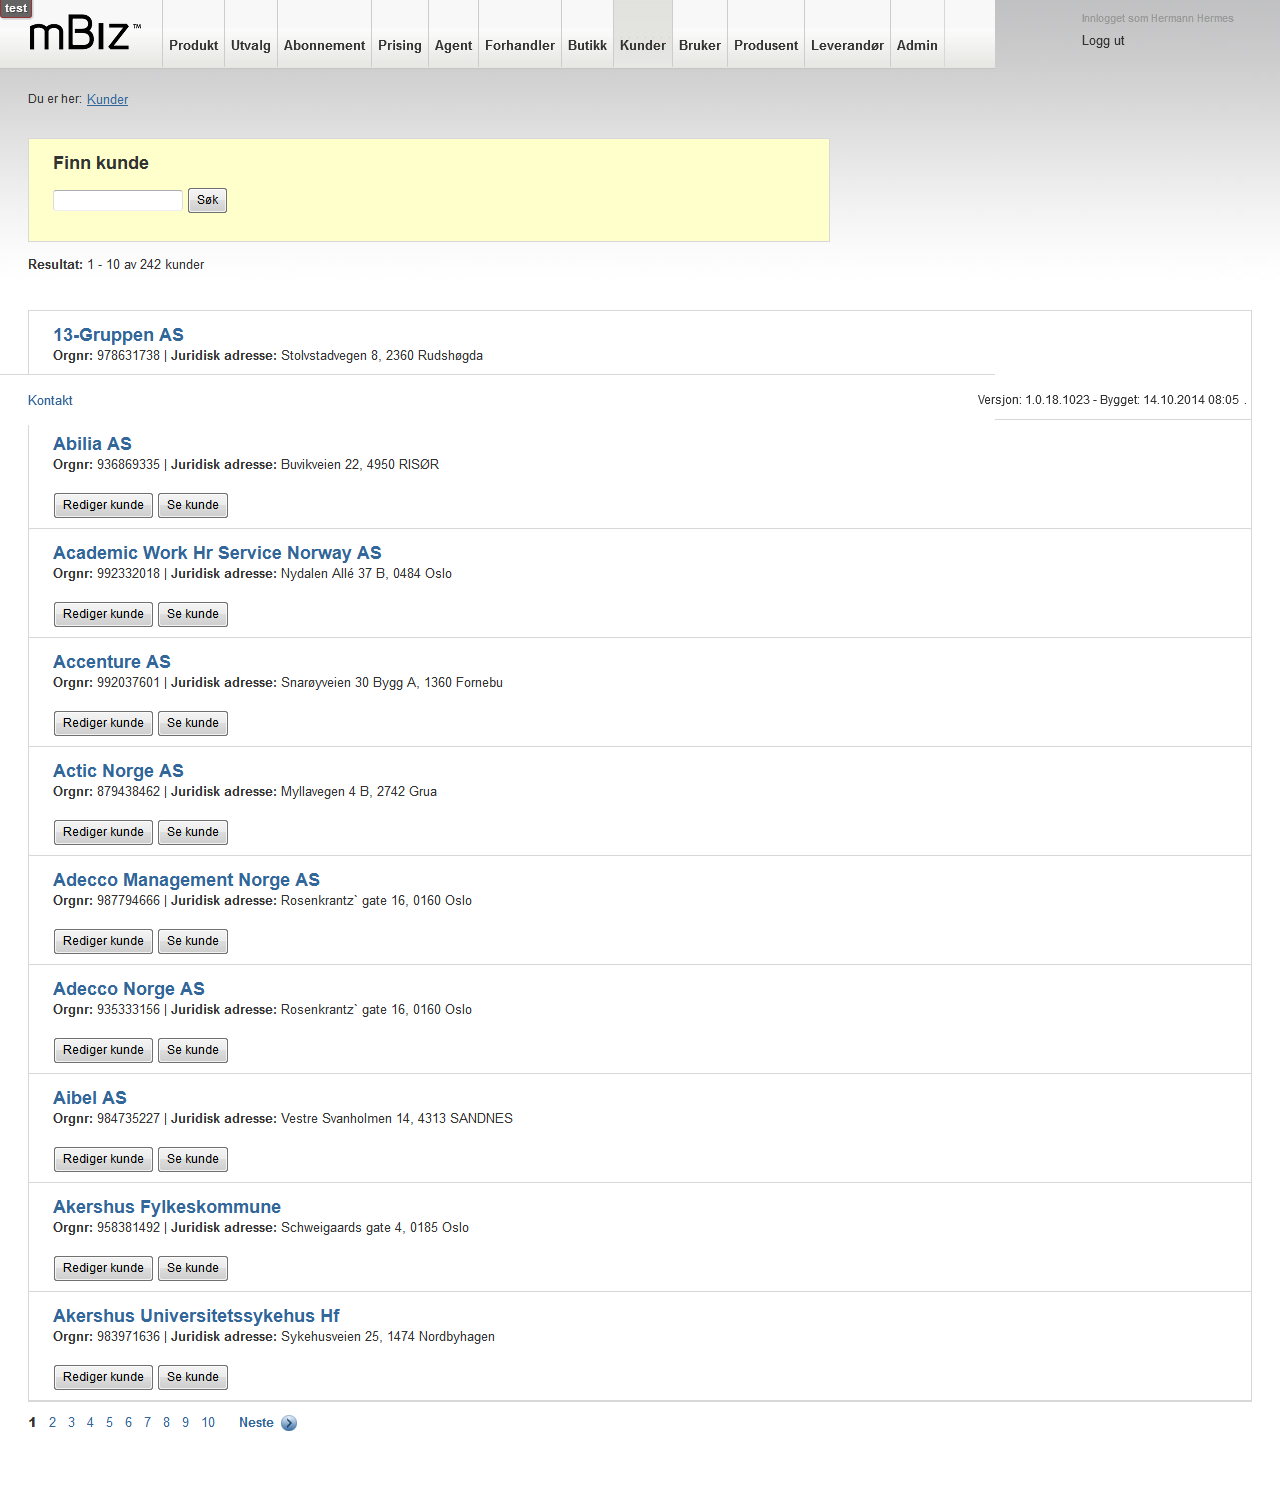 test
mBiz™
Produkt Utvalg Abonnement Prising Agent Forhandler Butikk Kunder Bruker Produsent Leverandør Admin
Innlogget som Hermann Hermes
Logg ut
Du er her: Kunder
Finn kunde
Søk
Resultat: 1 - 10 av 242 kunder
13-Gruppen AS
Orgnr: 978631738 | Juridisk adresse: Stolvstadvegen 8, 2360 Rudshøgda
Kontakt
Versjon: 1.0.18.1023 - Bygget: 14.10.2014 08:05 .
Abilia AS
Orgnr: 936869335 | Juridisk adresse: Buvikveien 22, 4950 RISØR
Rediger kunde Se kunde
Academic Work Hr Service Norway AS
Orgnr: 992332018 | Juridisk adresse: Nydalen Allé 37 B, 0484 Oslo
Rediger kunde Se kunde
Accenture AS
Orgnr: 992037601 | Juridisk adresse: Snarøyveien 30 Bygg A, 1360 Fornebu
Rediger kunde Se kunde
Actic Norge AS
Orgnr: 879438462 | Juridisk adresse: Myllavegen 4 B, 2742 Grua
Rediger kunde Se kunde
Adecco Management Norge AS
Orgnr: 987794666 | Juridisk adresse: Rosenkrantz` gate 16, 0160 Oslo
Rediger kunde Se kunde
Adecco Norge AS
Orgnr: 935333156 | Juridisk adresse: Rosenkrantz` gate 16, 0160 Oslo
Rediger kunde Se kunde
Aibel AS
Orgnr: 984735227 | Juridisk adresse: Vestre Svanholmen 14, 4313 SANDNES
Rediger kunde Se kunde
Akershus Fylkeskommune
Orgnr: 958381492 | Juridisk adresse: Schweigaards gate 4, 0185 Oslo
Rediger kunde Se kunde
Akershus Universitetssykehus Hf
Orgnr: 983971636 | Juridisk adresse: Sykehusveien 25, 1474 Nordbyhagen
Rediger kunde Se kunde
1 2 3 4 5 6 7 8 9 10 Neste